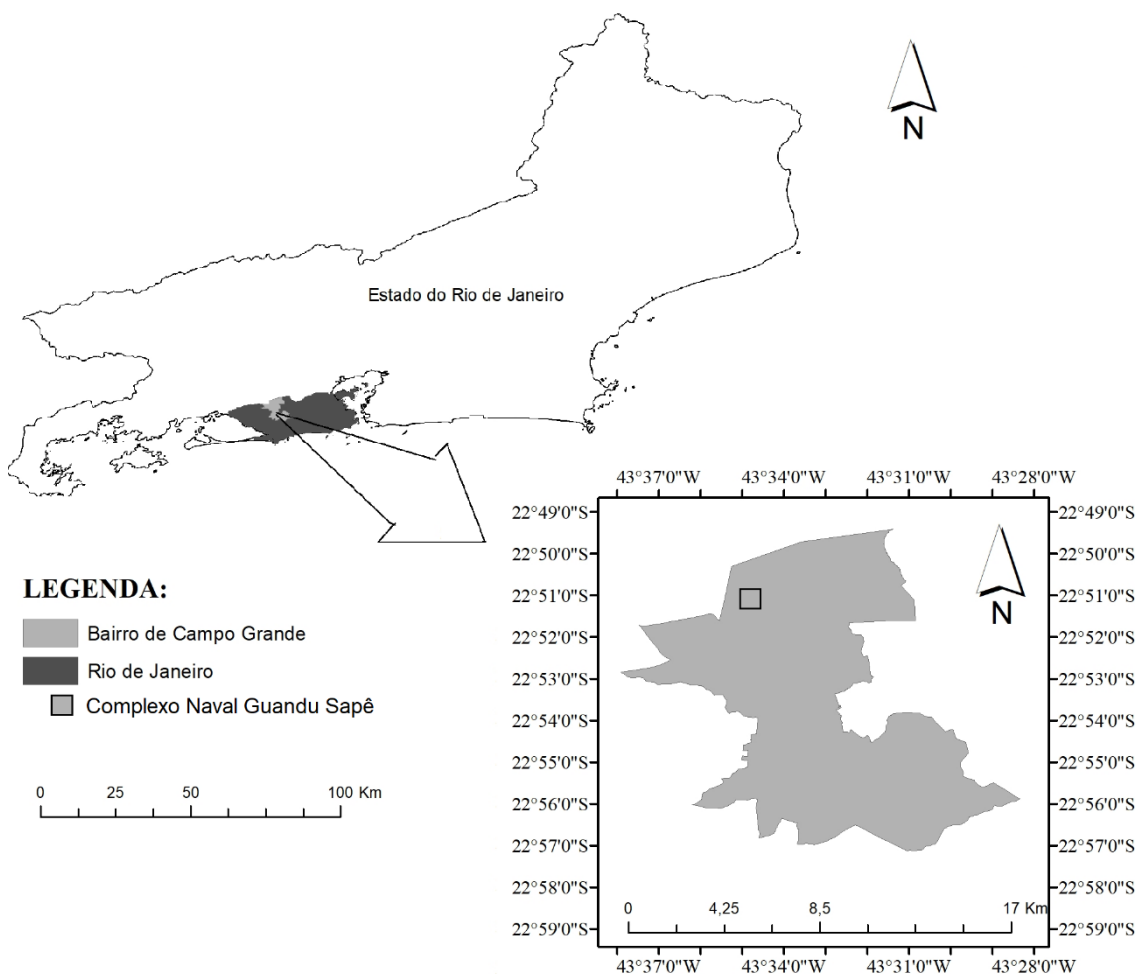 N
Estado do Rio de Janeiro
LEGENDA:
Bairro de Campo Grande
Rio de Janeiro
Complexo Naval Guandu Sapê
0 25 50 100 Km
43°37'0"W 43°34'0"W 43°31'0"W 43°28'0"W
22°49'0"S 22°49'0"S
22°50'0"S 22°50'0"S
22°51'0"S 22°51'0"S
N
22°52'0"S 22°52'0"S
22°53'0"S 22°53'0"S
22°54'0"S 22°54'0"S
22°55'0"S 22°55'0"S
22°56'0"S 22°56'0"S
22°57'0"S 22°57'0"S
22°58'0"S 22°58'0"S
0 4,25 8,5 17 Km
22°59'0"S 22°59'0"S
43°37'0"W 43°34'0"W 43°31'0"W 43°28'0"W